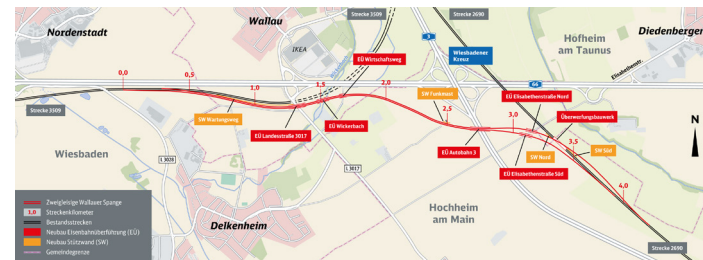 Nordenstadt
Wallau
Strecke 3509
Strecke 2690
Höfheim
am Taunus
Diedenbergen
IKEA
EÜ Wirtschaftsweg
3
Wiesbadener
Kreuz
66
Elisabethenstr.
0,0
0,5
1,0
1,5
2,0
2,5
3,0
3,5
4,0
SW Funkmast
EÜ Elisabethenstraße Nord
Überwerfungsbauwerk
Strecke 3509
SW Wartungsweg
EÜ Landesstraße 3017
EÜ Wickerbach
EÜ Autobahn 3
SW Nord
SW Süd
EÜ Elisabethenstraße Süd
Wiesbaden
L 3028
L 3017
N
Delkenheim
Hochheim
am Main
Strecke 2690
Zweigleisige Wallauer Spange
1,0 Streckenkilometer
Bestandsstrecken
Neubau Eisenbahnüberführung (EÜ)
Neubau Stützwand (SW)
Gemeindegrenze